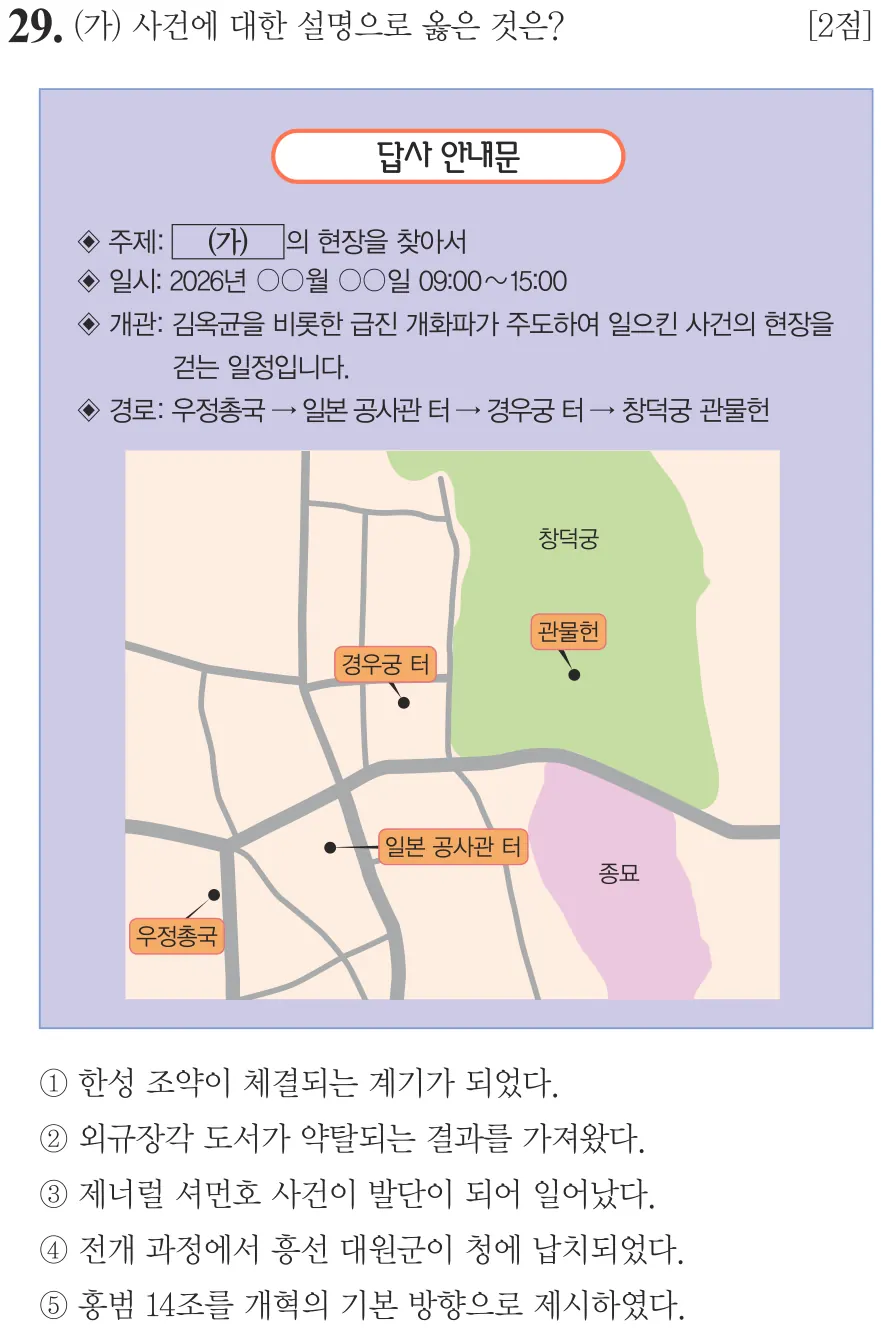 29. (가) 사건에 대한 설명으로 옳은 것은? [2점]
답사 안내문
◈ 주제: (가) 의 현장을 찾아서
◈ 일시: 2026년 ○○월 ○○일 09:00～15:00
◈ 개관: 김옥균을 비롯한 급진 개화파가 주도하여 일으킨 사건의 현장을
걷는 일정입니다.
◈ 경로: 우정총국 → 일본 공사관 터 → 경우궁 터 → 창덕궁 관물헌
창덕궁
관물헌
경우궁 터
일본 공사관 터
종묘
우정총국
① 한성 조약이 체결되는 계기가 되었다.
② 외규장각 도서가 약탈되는 결과를 가져왔다.
③ 제너럴 셔먼호 사건이 발단이 되어 일어났다.
④ 전개 과정에서 흥선 대원군이 청에 납치되었다.
⑤ 홍범 14조를 개혁의 기본 방향으로 제시하였다.